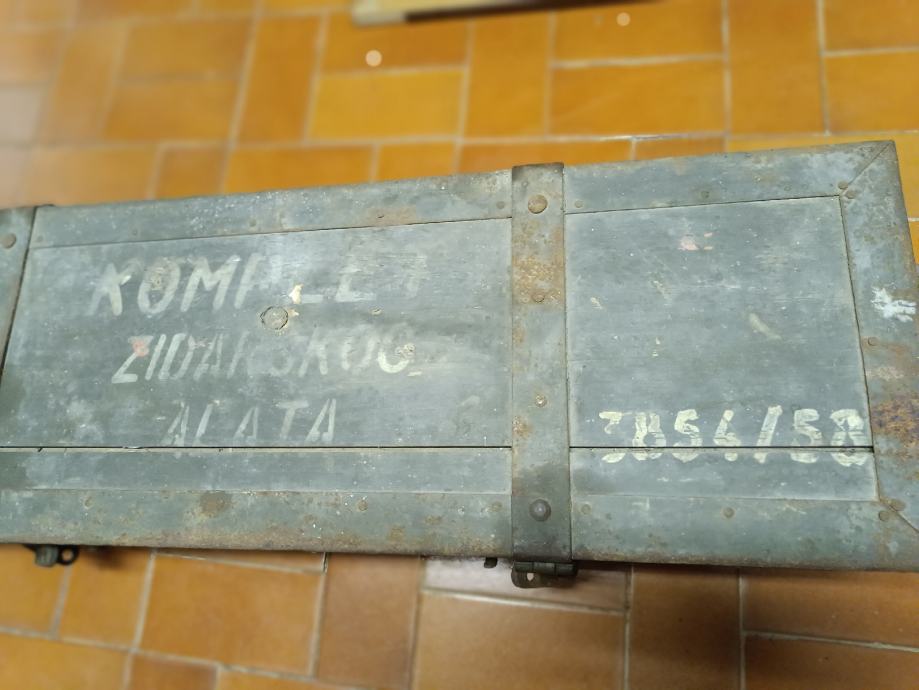 KOMPLET
ZIDARSKOG
ALATA
3854/58